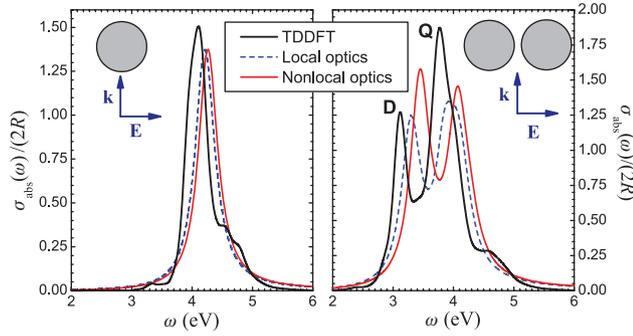 1.50
1.25
1.00
0.75
0.50
0.25
0.00
σabs(ω)/(2R)
k
E
2 3 4 5 6
ω (eV)
TDDFT
Local optics
Nonlocal optics
Q
D
k
E
2.00
1.75
1.50
1.25
1.00
0.75
0.50
0.25
0.00
σabs(ω)/(2R)
2 3 4 5 6
ω (eV)